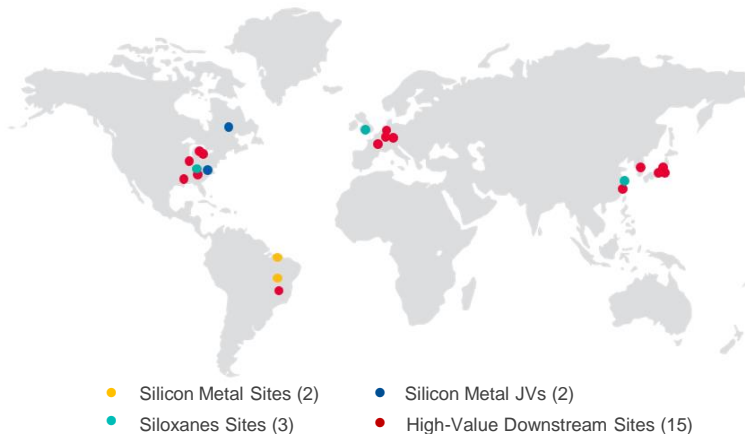 Silicon Metal Sites (2)
Silicon Metal JVs (2)
Siloxanes Sites (3)
High-Value Downstream Sites (15)